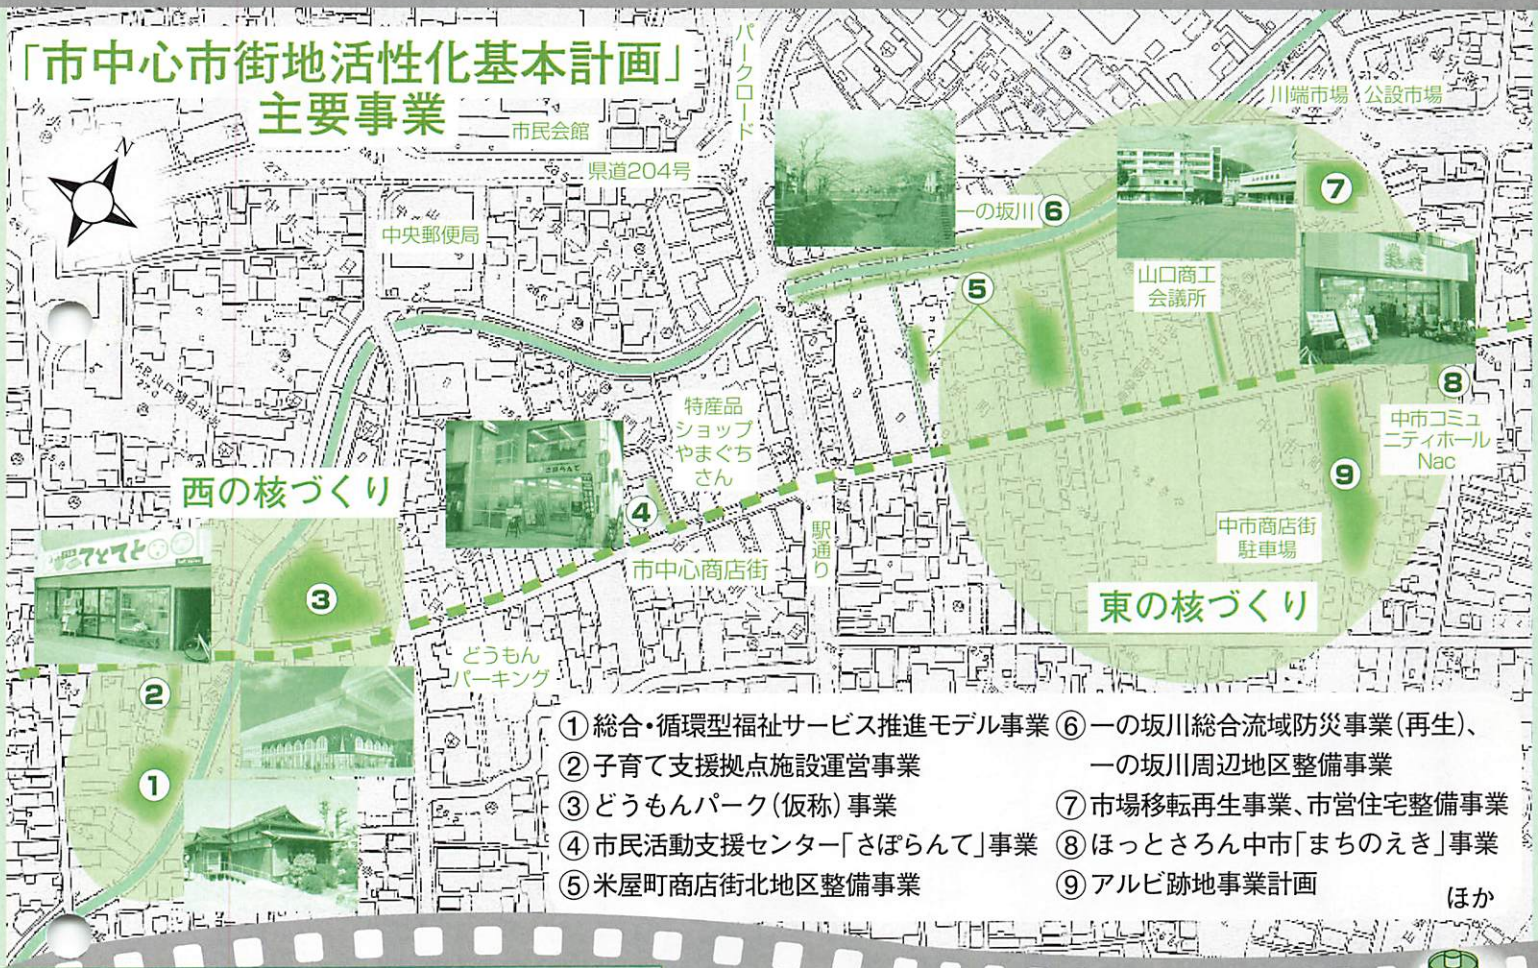 「市中心市街地活性化基本計画」
主要事業
パークロード
川端市場
公設市場
市民会館
県道204号
N
中央郵便局
一の坂川⑥
⑦
山口商工
会議所
⑤
⑧
中市コミュ
ニティホール
Nac
特産品
ショップ
やまぐち
さん
さぽらんて
④
西の核づくり
⑨
中市商店街
駐車場
駅通り
市中心商店街
東の核づくり
てとてと
③
どうもん
パーキング
②
①
①総合・循環型福祉サービス推進モデル事業
②子育て支援拠点施設運営事業
③どうもんパーク(仮称)事業
④市民活動支援センター「さぽらんて」事業
⑤米屋町商店街北地区整備事業
⑥一の坂川総合流域防災事業(再生)、
一の坂川周辺地区整備事業
⑦市場移転再生事業、市営住宅整備事業
⑧ほっとさろん中市「まちのえき」事業
⑨アルビ跡地事業計画
ほか